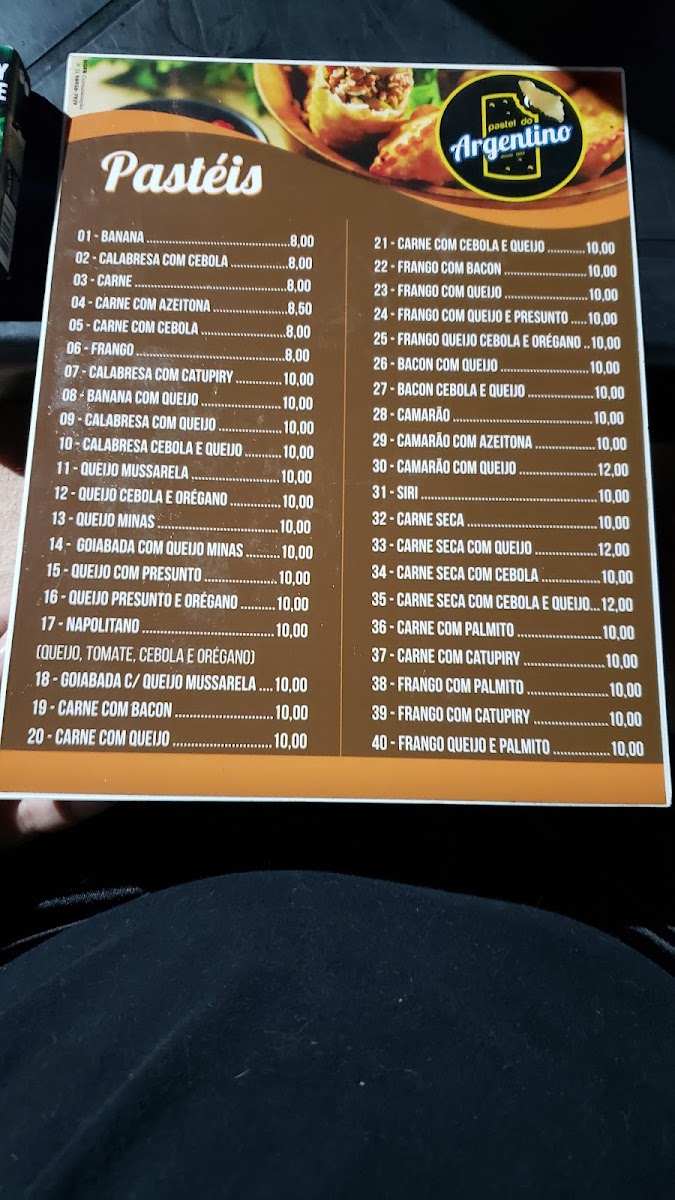 pastel do
Argentino
Pastéis
01 - BANANA ........................................8,00
02 - CALABRESA COM CEBOLA .......................8,00
03 - CARNE ..........................................8,00
04 - CARNE COM AZEITONA ............................8,50
05 - CARNE COM CEBOLA ..............................8,00
06 - FRANGO .........................................8,00
07 - CALABRESA COM CATUPIRY .............10,00
08 - BANANA COM QUEIJO ........................10,00
09 - CALABRESA COM QUEIJO ...................10,00
10 - CALABRESA CEBOLA E QUEIJO ..........10,00
11 - QUEIJO MUSSARELA .........................10,00
12 - QUEIJO CEBOLA E ORÉGANO ..............10,00
13 - QUEIJO MINAS ..................................10,00
14 - GOIABADA COM QUEIJO MINAS .........10,00
15 - QUEIJO COM PRESUNTO .....................10,00
16 - QUEIJO PRESUNTO E ORÉGANO .........10,00
17 - NAPOLITANO .....................................10,00
(QUEIJO, TOMATE, CEBOLA E ORÉGANO)
18 - GOIABADA C/ QUEIJO MUSSARELA ....10,00
19 - CARNE COM BACON ..........................10,00
20 - CARNE COM QUEIJO ..........................10,00
21 - CARNE COM CEBOLA E QUEIJO ...........10,00
22 - FRANGO COM BACON ........................10,00
23 - FRANGO COM QUEIJO ........................10,00
24 - FRANGO COM QUEIJO E PRESUNTO .....10,00
25 - FRANGO QUEIJO CEBOLA E ORÉGANO ..10,00
26 - BACON COM QUEIJO ...........................10,00
27 - BACON CEBOLA E QUEIJO ...................10,00
28 - CAMARÃO .......................................10,00
29 - CAMARÃO COM AZEITONA .................10,00
30 - CAMARÃO COM QUEIJO ......................12,00
31 - SIRI ................................................10,00
32 - CARNE SECA ....................................10,00
33 - CARNE SECA COM QUEIJO .................12,00
34 - CARNE SECA COM CEBOLA ................10,00
35 - CARNE SECA COM CEBOLA E QUEIJO...12,00
36 - CARNE COM PALMITO .......................10,00
37 - CARNE COM CATUPIRY ......................10,00
38 - FRANGO COM PALMITO ......................10,00
39 - FRANGO COM CATUPIRY ....................10,00
40 - FRANGO QUEIJO E PALMITO ...............10,00